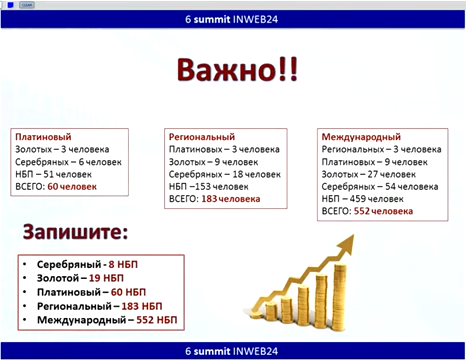 6 summit INWEB24
Важно!!
Платиновый
Золотых – 3 человека
Серебряных – 6 человек
НБП – 51 человек
ВСЕГО: 60 человек
Региональный
Платиновых – 3 человека
Золотых – 9 человек
Серебряных – 18 человек
НБП –153 человек
ВСЕГО: 183 человека
Международный
Региональных – 3 человека
Платиновых – 9 человек
Золотых – 27 человек
Серебряных – 54 человека
НБП – 459 человек
ВСЕГО: 552 человека
Запишите:
• Серебряный - 8 НБП
• Золотой – 19 НБП
• Платиновый – 60 НБП
• Региональный – 183 НБП
• Международный – 552 НБП
6 summit INWEB24